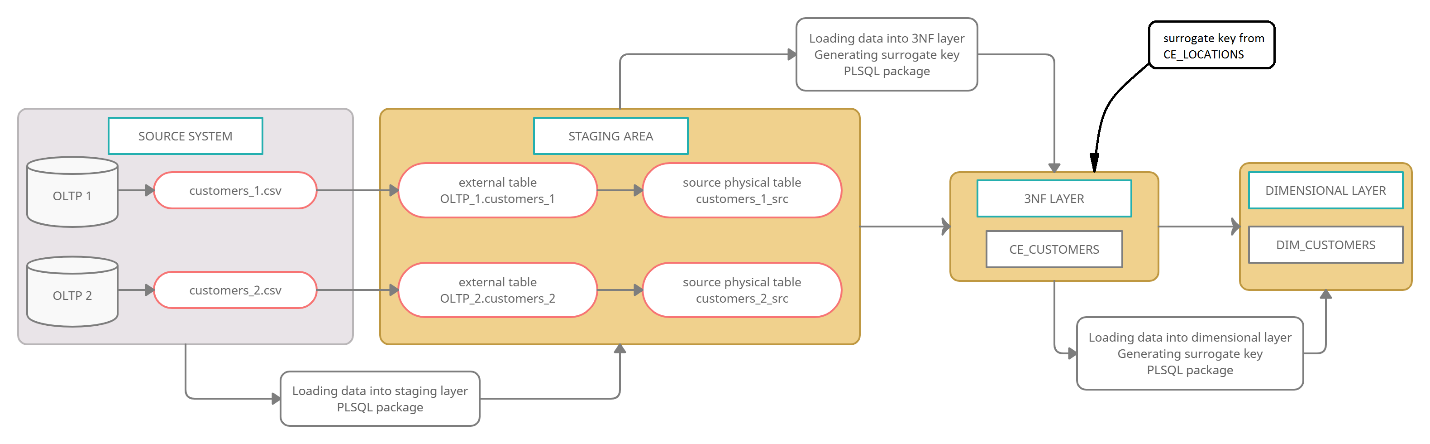 Loading data into 3NF layer
Generating surrogate key
PLSQL package
surrogate key from
CE_LOCATIONS
SOURCE SYSTEM
OLTP 1
customers_1.csv
OLTP 2
customers_2.csv
STAGING AREA
external table
OLTP_1.customers_1
source physical table
customers_1_src
external table
OLTP_2.customers_2
source physical table
customers_2_src
3NF LAYER
CE_CUSTOMERS
DIMENSIONAL LAYER
DIM_CUSTOMERS
Loading data into staging layer
PLSQL package
Loading data into dimensional layer
Generating surrogate key
PLSQL package